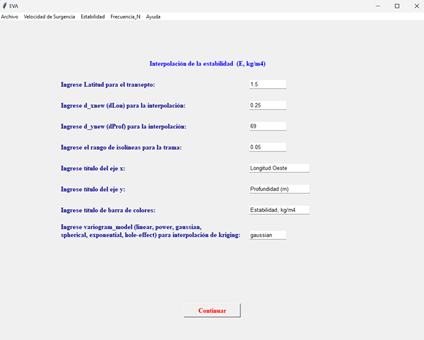 EVA
Archivo Velocidad de Surgencia Estabilidad Frecuencia_N Ayuda
Interpolación de la estabilidad (E, kg/m4)
Ingrese Latitud para el transepto: 1.5
Ingrese d_xnew (dLon) para la interpolación: 0.25
Ingrese d_ynew (dProf) para la interpolación: 69
Ingrese el rango de isolíneas para la trama: 0.05
Ingrese título del eje x: Longitud Oeste
Ingrese título del eje y: Profundidad (m)
Ingrese título de barra de colores: Estabilidad, kg/m4
Ingrese variogram_model (linear, power, gaussian,
spherical, exponential, hole-effect) para interpolación de kriging: gaussian
Continuar